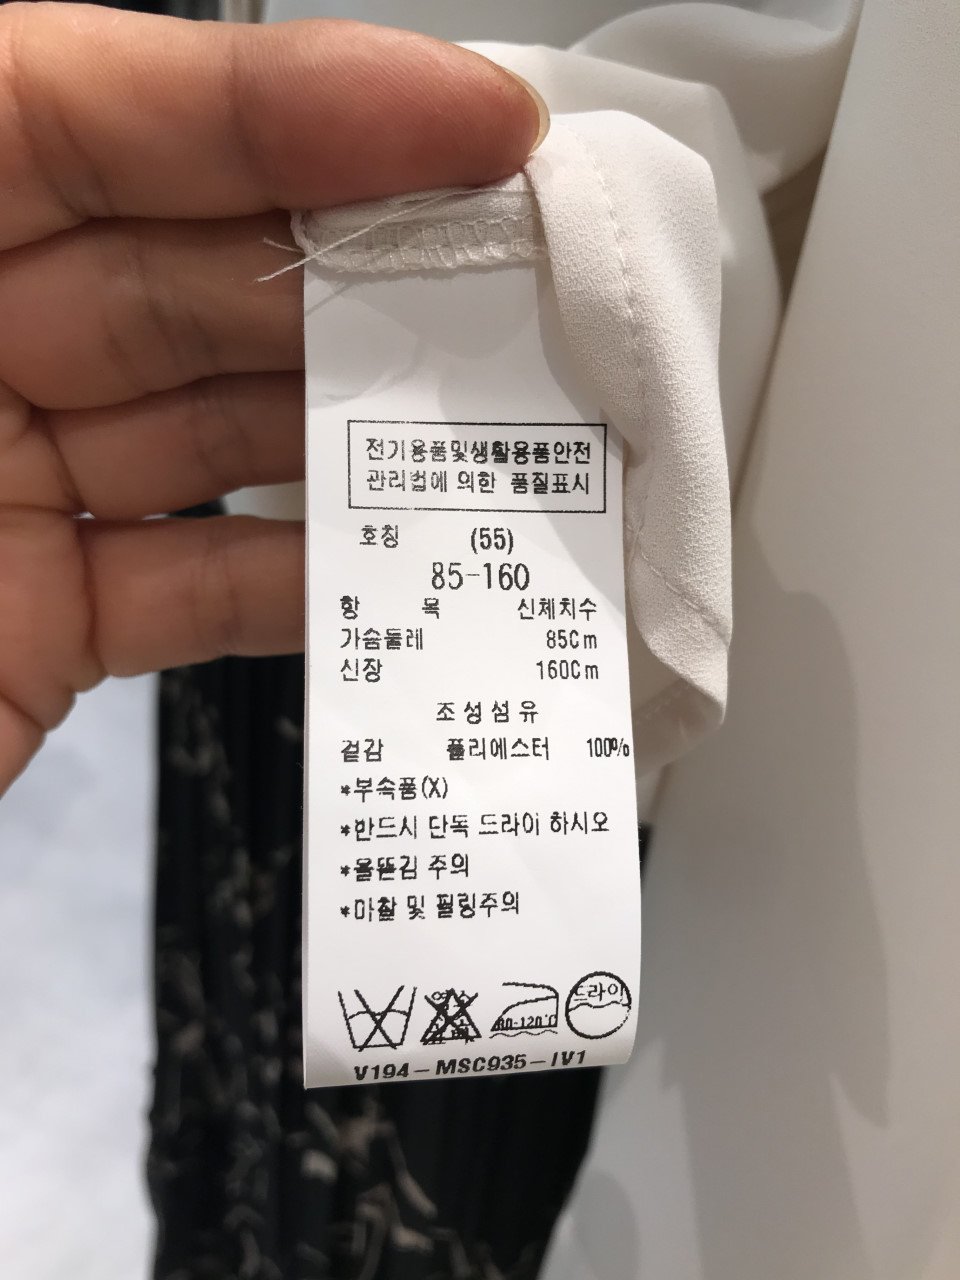 전기용품및생활용품안전
관리법에 의한 품질표시
호칭 (55)
85-160
항 목 신체치수
가슴둘레 85Cm
신장 160Cm
조성섬유
겉감 폴리에스터 100%
*부속품(X)
*반드시 단독 드라이 하시오
*올뜯김 주의
*마찰 및 필링주의
80-120℃ 드라이
V194-MSC935-IV1